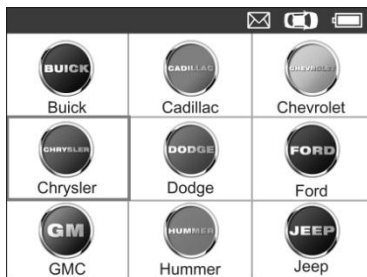 BUICK CADILLAC CHEVROLET
Buick Cadillac Chevrolet
CHRYSLER DODGE FORD
Chrysler Dodge Ford
GM HUMMER JEEP
GMC Hummer Jeep